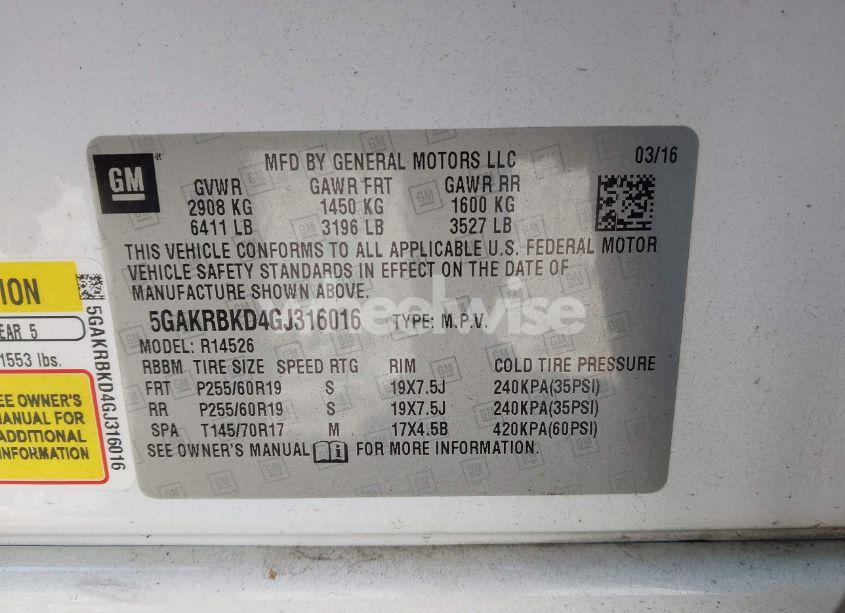 GM
MFD BY GENERAL MOTORS LLC 03/16
GVWR GAWR FRT GAWR RR
2908 KG 1450 KG 1600 KG
6411 LB 3196 LB 3527 LB
THIS VEHICLE CONFORMS TO ALL APPLICABLE U.S. FEDERAL MOTOR
VEHICLE SAFETY STANDARDS IN EFFECT ON THE DATE OF
MANUFACTURE SHOWN ABOVE.
5GAKRBKD4GJ316016 TYPE: M.P.V.
MODEL: R14526
RBBM TIRE SIZE SPEED RTG RIM COLD TIRE PRESSURE
FRT P255/60R19 S 19X7.5J 240KPA(35PSI)
RR P255/60R19 S 19X7.5J 240KPA(35PSI)
SPA T145/70R17 M 17X4.5B 420KPA(60PSI)
SEE OWNER'S MANUAL FOR MORE INFORMATION.
5
1553 lbs.
OWNER'S
MANUAL FOR
INFORMATION
5GAKRBKD4GJ316016